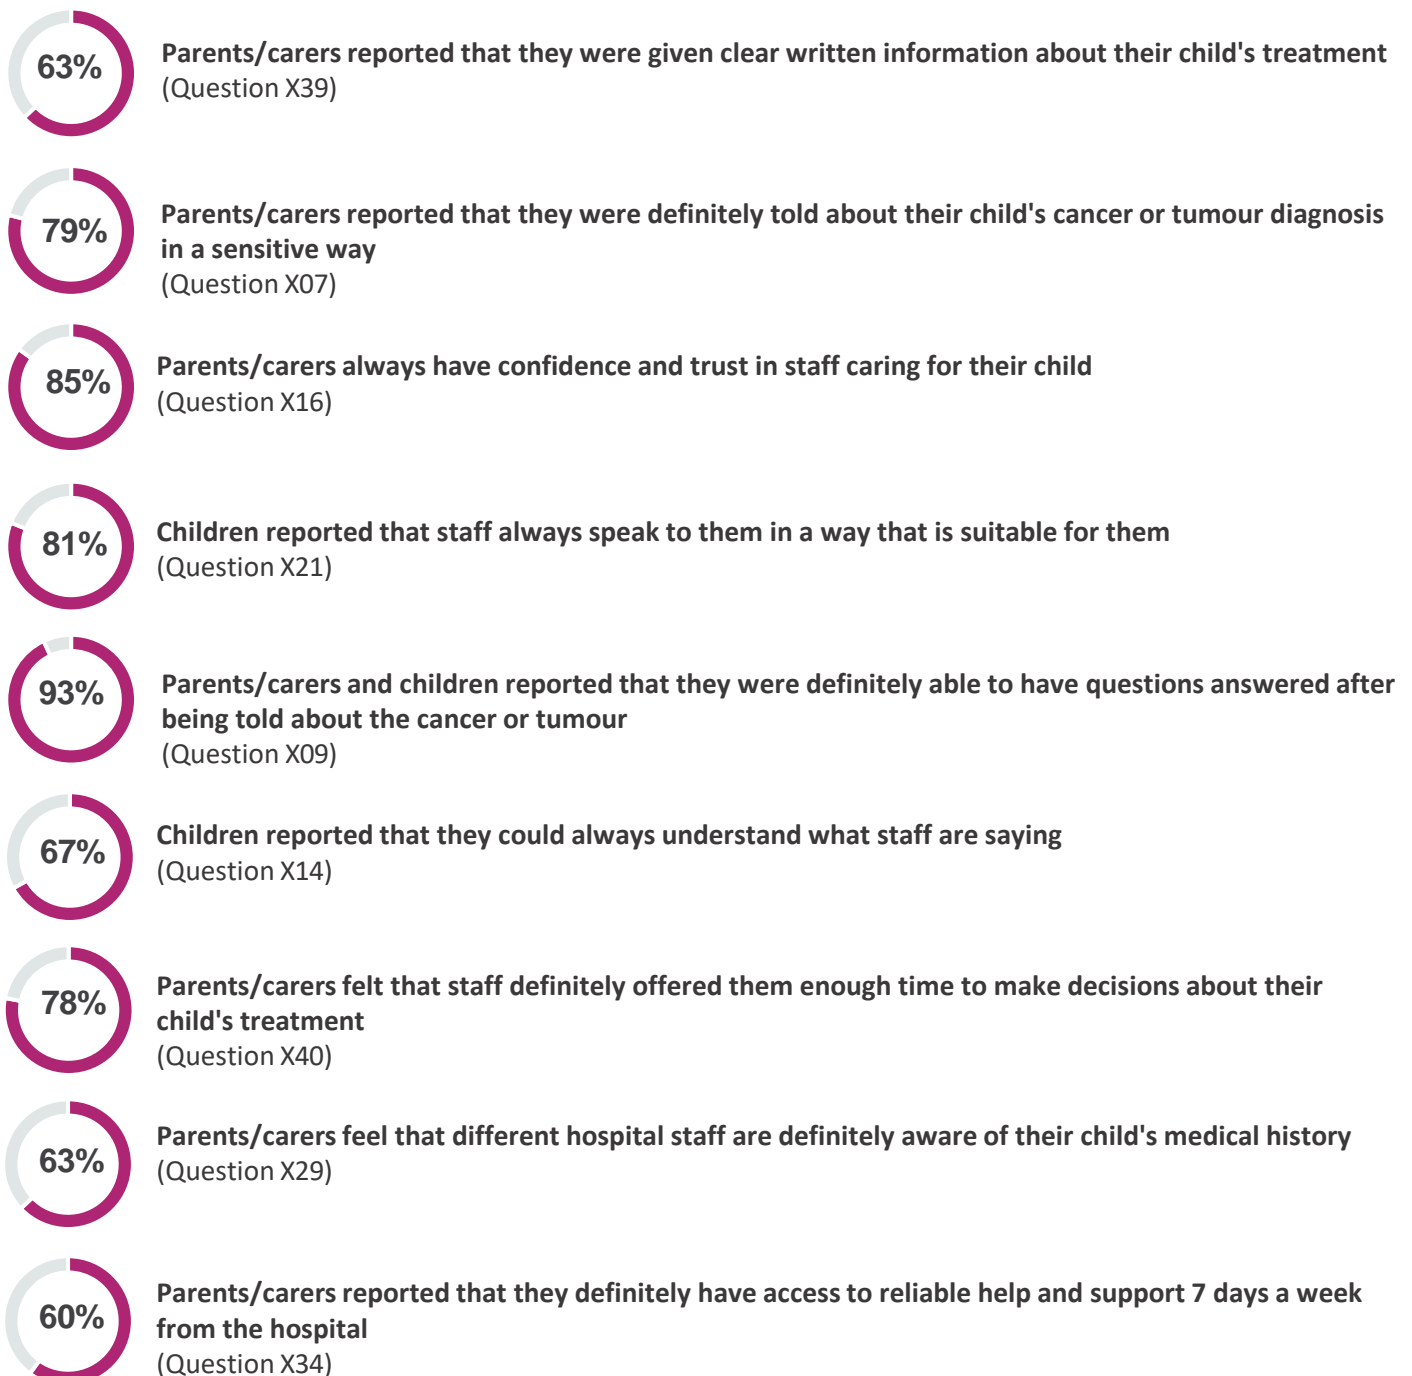 63%
Parents/carers reported that they were given clear written information about their child's treatment
(Question X39)
79%
Parents/carers reported that they were definitely told about their child's cancer or tumour diagnosis
in a sensitive way
(Question X07)
85%
Parents/carers always have confidence and trust in staff caring for their child
(Question X16)
81%
Children reported that staff always speak to them in a way that is suitable for them
(Question X21)
93%
Parents/carers and children reported that they were definitely able to have questions answered after
being told about the cancer or tumour
(Question X09)
67%
Children reported that they could always understand what staff are saying
(Question X14)
78%
Parents/carers felt that staff definitely offered them enough time to make decisions about their
child's treatment
(Question X40)
63%
Parents/carers feel that different hospital staff are definitely aware of their child's medical history
(Question X29)
60%
Parents/carers reported that they definitely have access to reliable help and support 7 days a week
from the hospital
(Question X34)